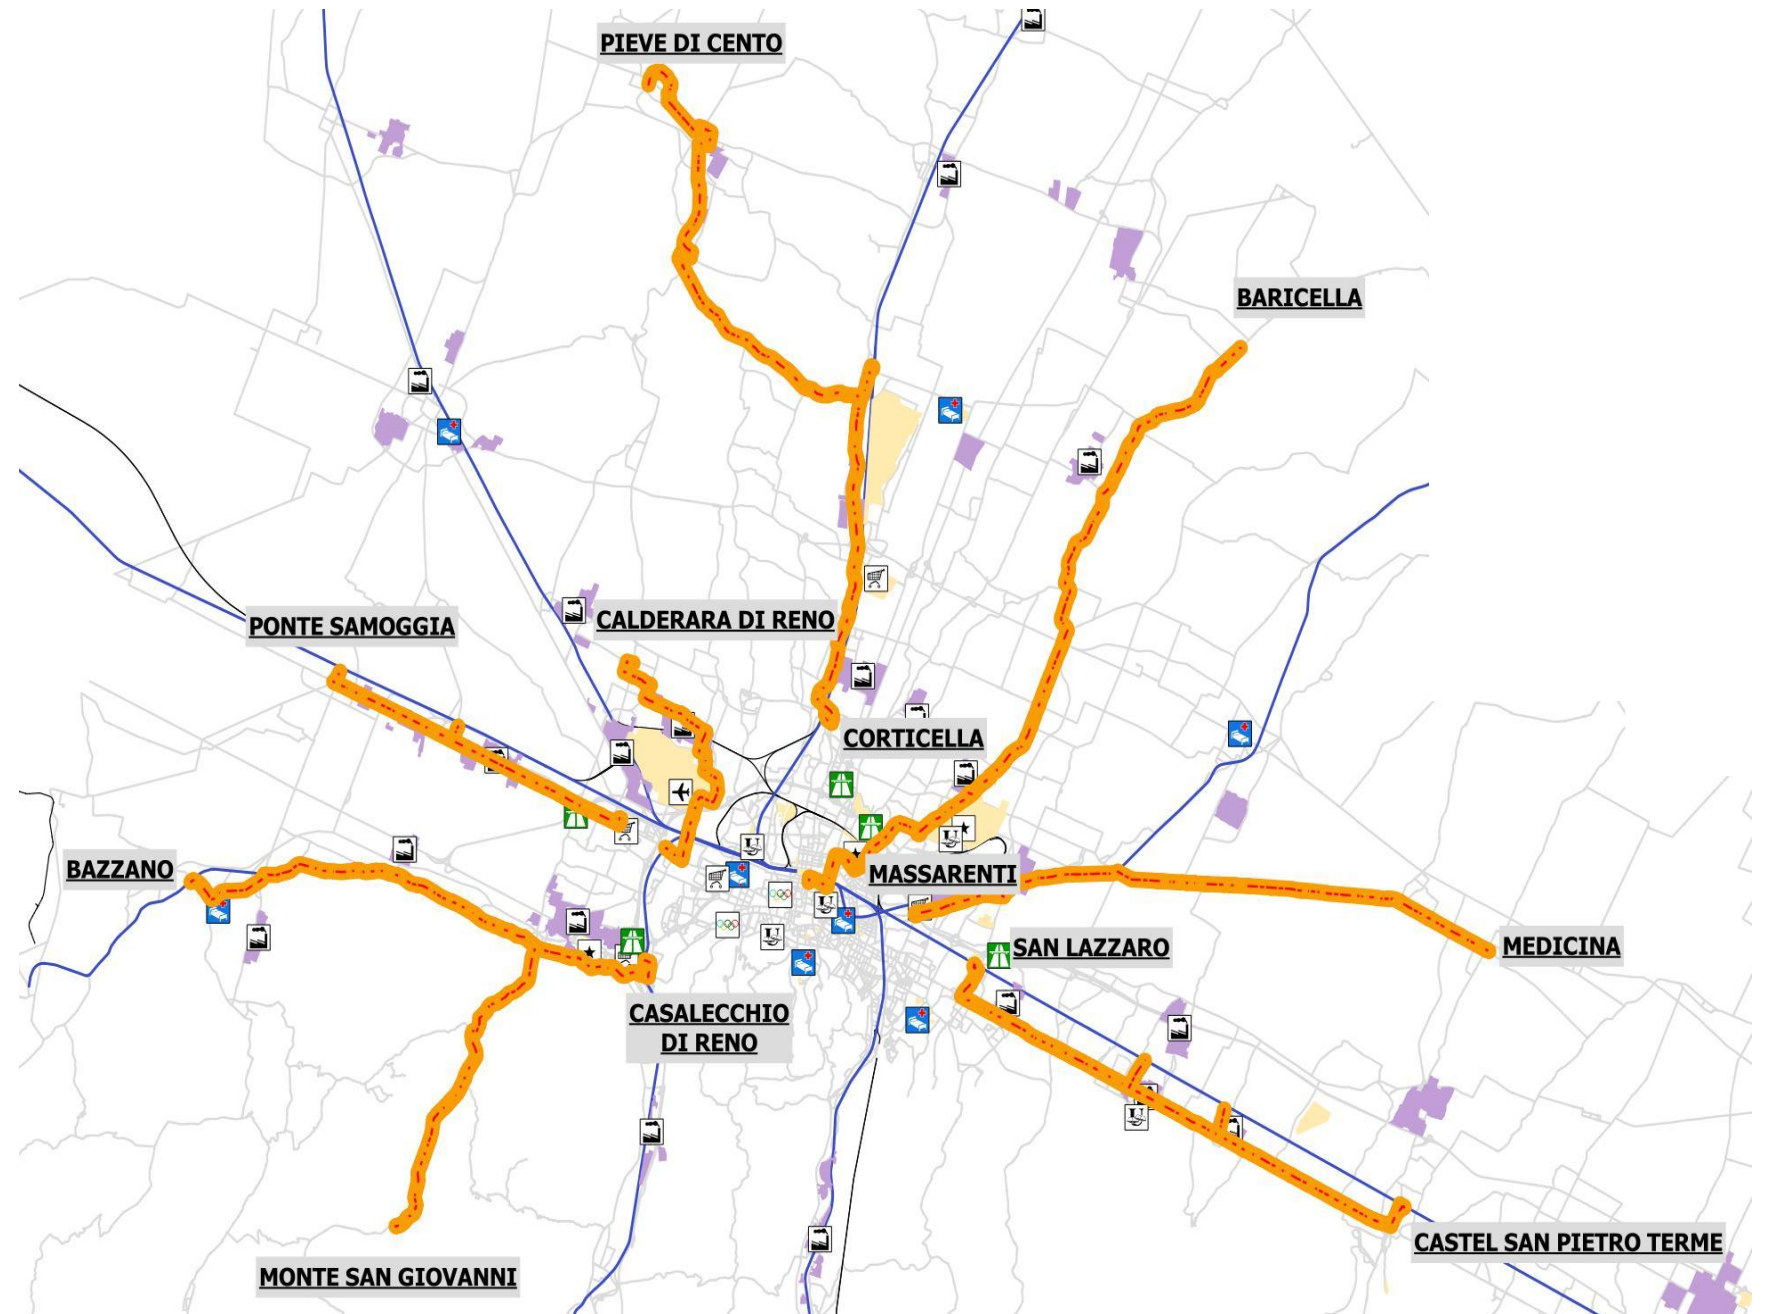 PIEVE DI CENTO
BARICELLA
CALDERARA DI RENO
PONTE SAMOGGIA
CORTICELLA
BAZZANO
MASSARENTI
SAN LAZZARO
MEDICINA
CASALECCHIO
DI RENO
CASTEL SAN PIETRO TERME
MONTE SAN GIOVANNI